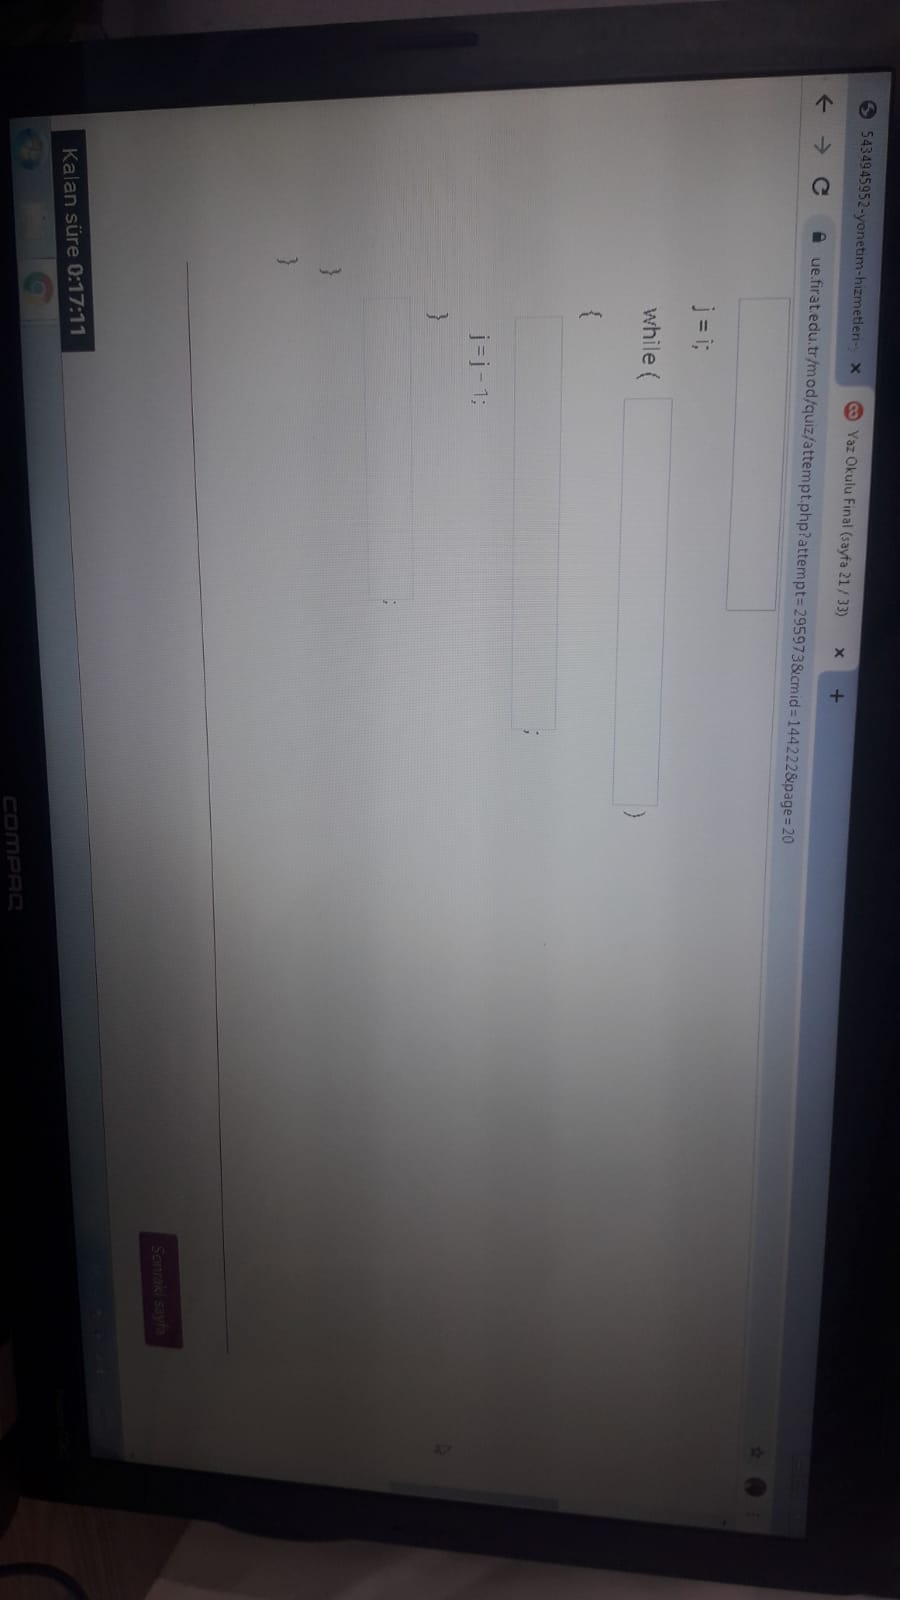 5434945952-yonetim-hizmetleri-y
Yaz Okulu Final (sayfa 21 / 33)
ue.firat.edu.tr/mod/quiz/attempt.php?attempt=295973&cmid=144222&page=20
j = i;
while (
)
{
;
j = j - 1;
}
;
}
}
Sonraki sayfa
Kalan süre 0:17:11
COMPAQ